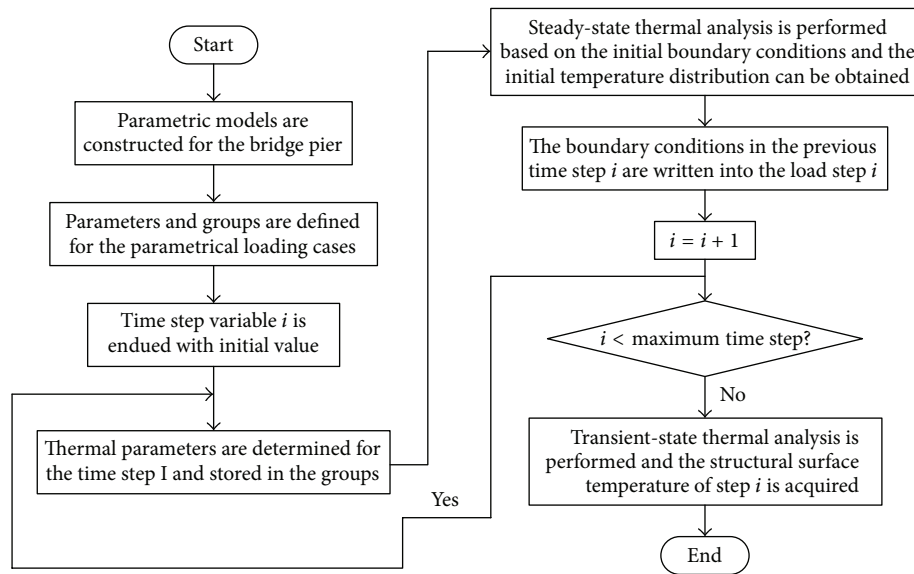 Start
Parametric models are
constructed for the bridge pier
Parameters and groups are defined
for the parametrical loading cases
Time step variable i is
endued with initial value
Thermal parameters are determined for
the time step I and stored in the groups
Yes
Steady-state thermal analysis is performed
based on the initial boundary conditions and the
initial temperature distribution can be obtained
The boundary conditions in the previous
time step i are written into the load step i
i = i + 1
i < maximum time step?
No
Transient-state thermal analysis is
performed and the structural surface
temperature of step i is acquired
End